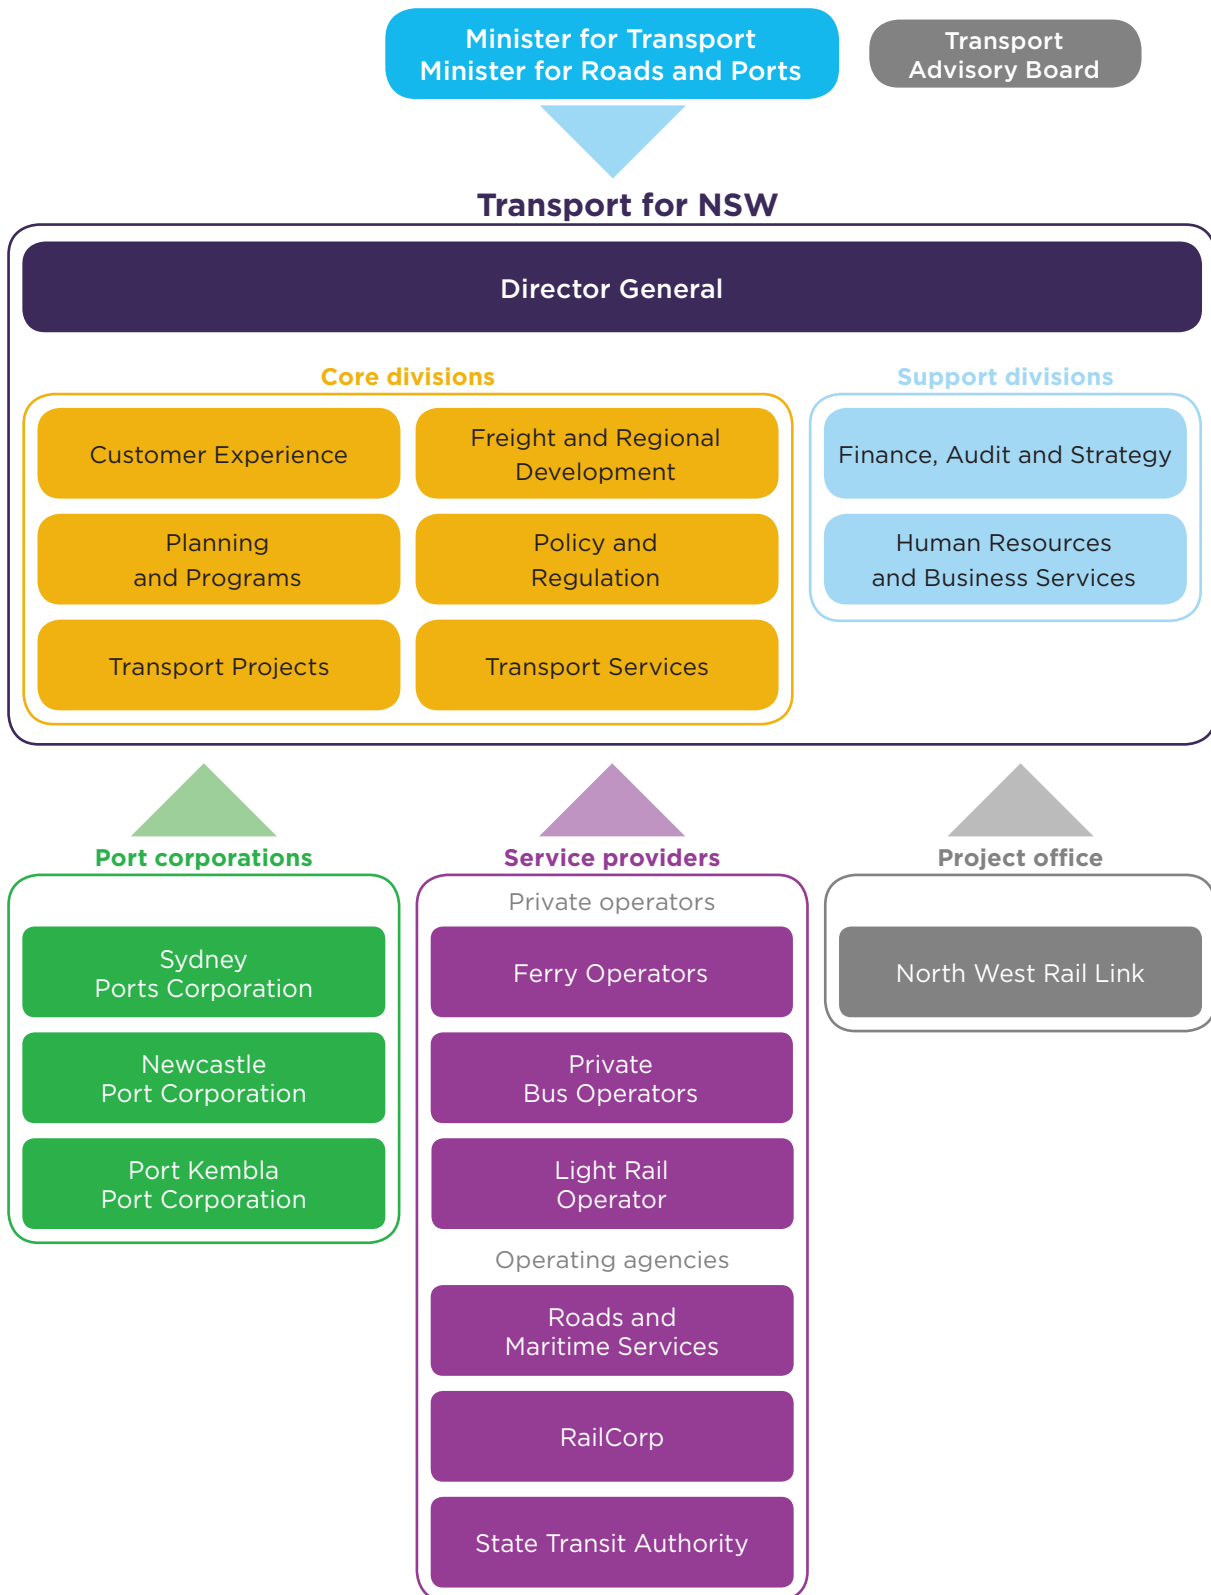 Minister for Transport
Minister for Roads and Ports
Transport
Advisory Board
Transport for NSW
Director General
Core divisions
Customer Experience
Freight and Regional
Development
Planning
and Programs
Policy and
Regulation
Transport Projects
Transport Services
Support divisions
Finance, Audit and Strategy
Human Resources
and Business Services
Port corporations
Sydney
Ports Corporation
Newcastle
Port Corporation
Port Kembla
Port Corporation
Service providers
Private operators
Ferry Operators
Private
Bus Operators
Light Rail
Operator
Operating agencies
Roads and
Maritime Services
RailCorp
State Transit Authority
Project office
North West Rail Link